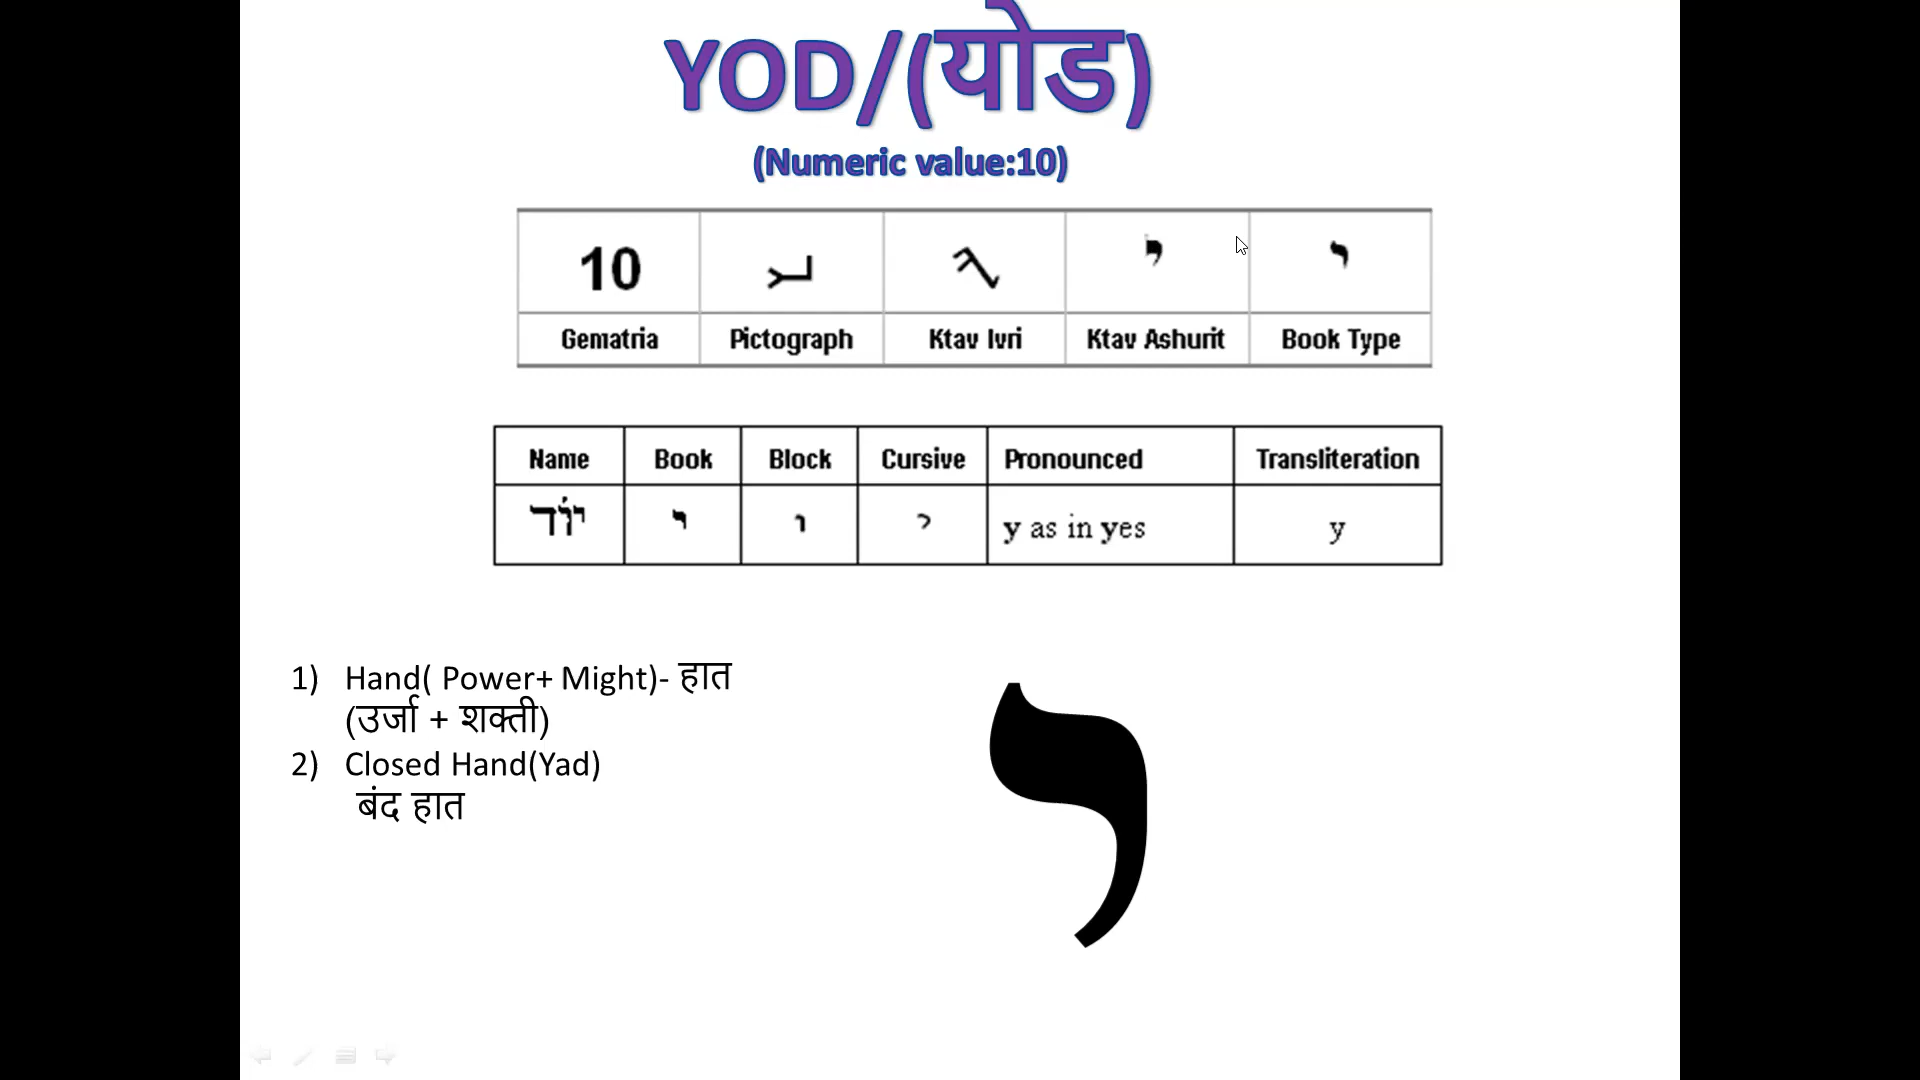 YOD/(योड)
(Numeric value:10)
10 י י
Gematria Pictograph Ktav Ivri Ktav Ashurit Book Type
Name Book Block Cursive Pronounced Transliteration
יוֹד י י y as in yes y
1) Hand( Power+ Might)- हात
(उर्जा + शक्ती)
2) Closed Hand(Yad)
बंद हात
י